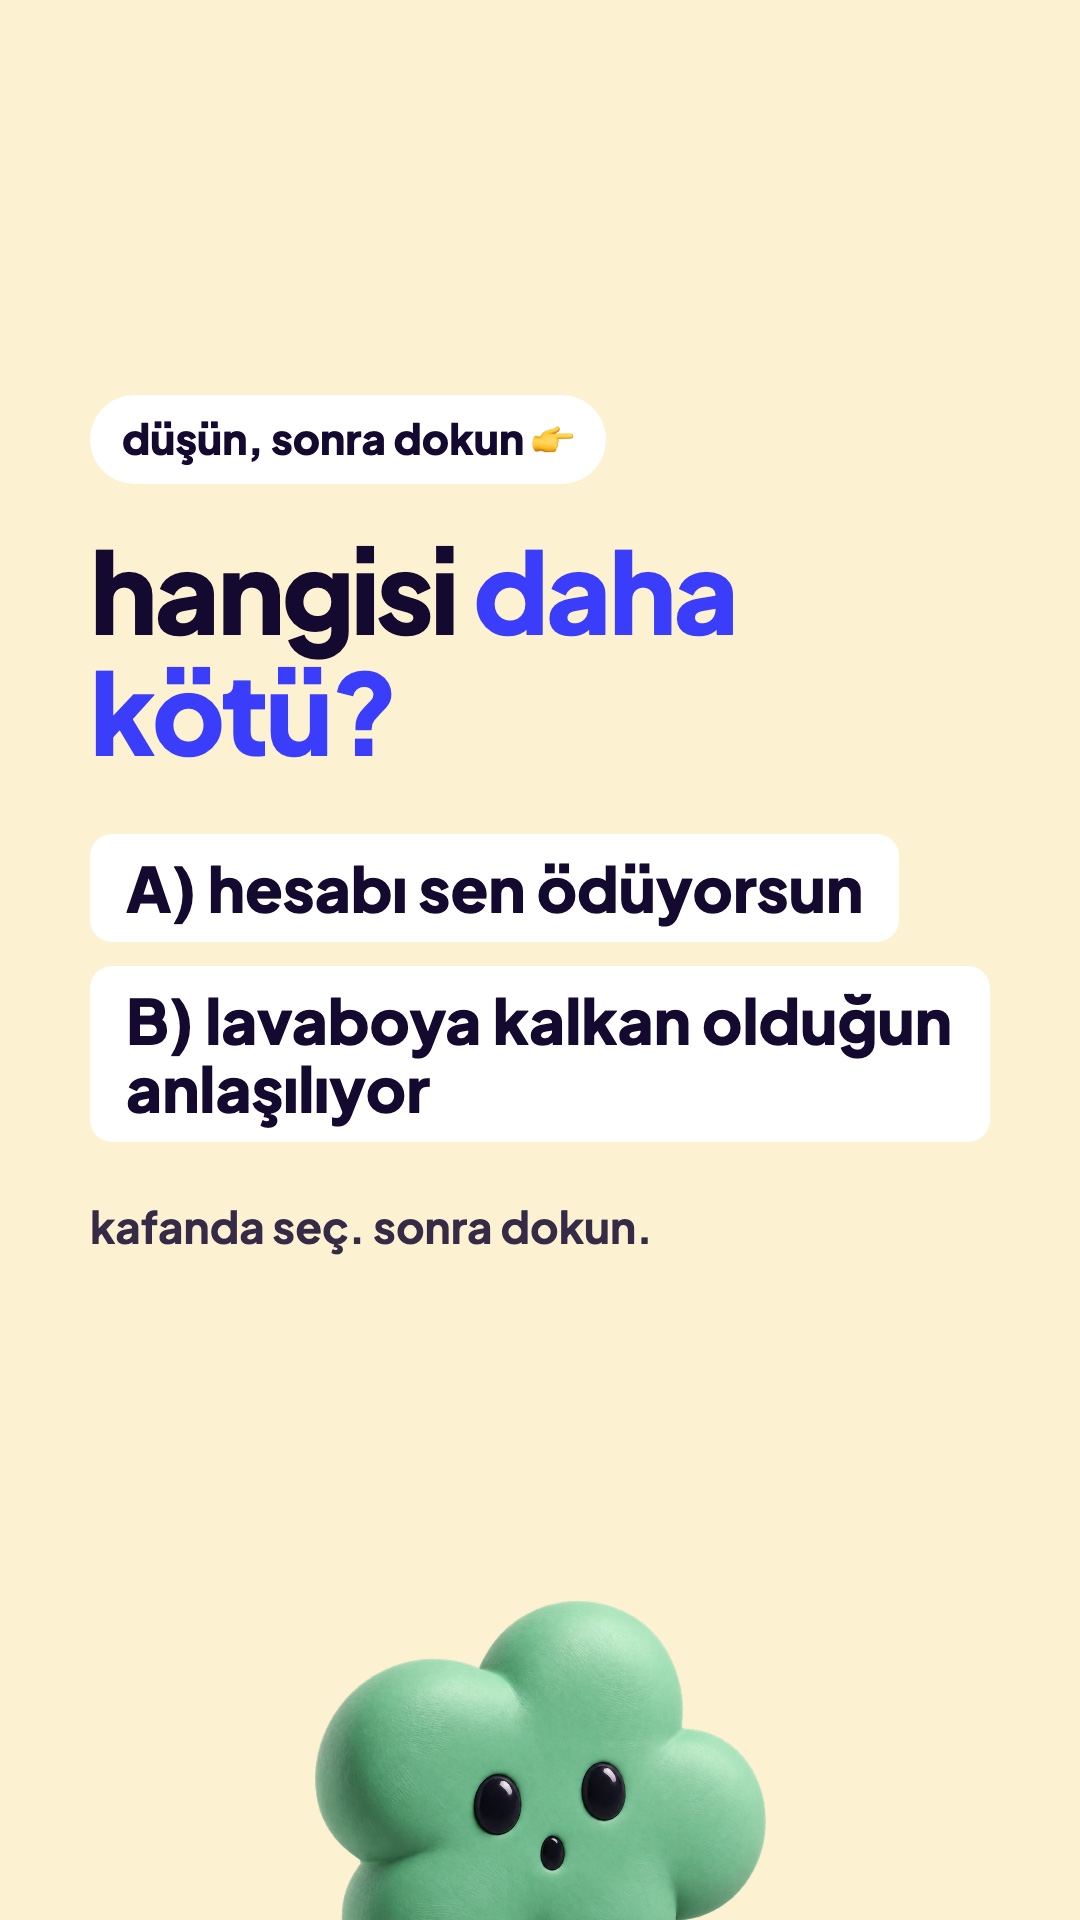 düşün, sonra dokun 👉
hangisi daha
kötü?
A) hesabı sen ödüyorsun
B) lavaboya kalkan olduğun
anlaşılıyor
kafanda seç. sonra dokun.